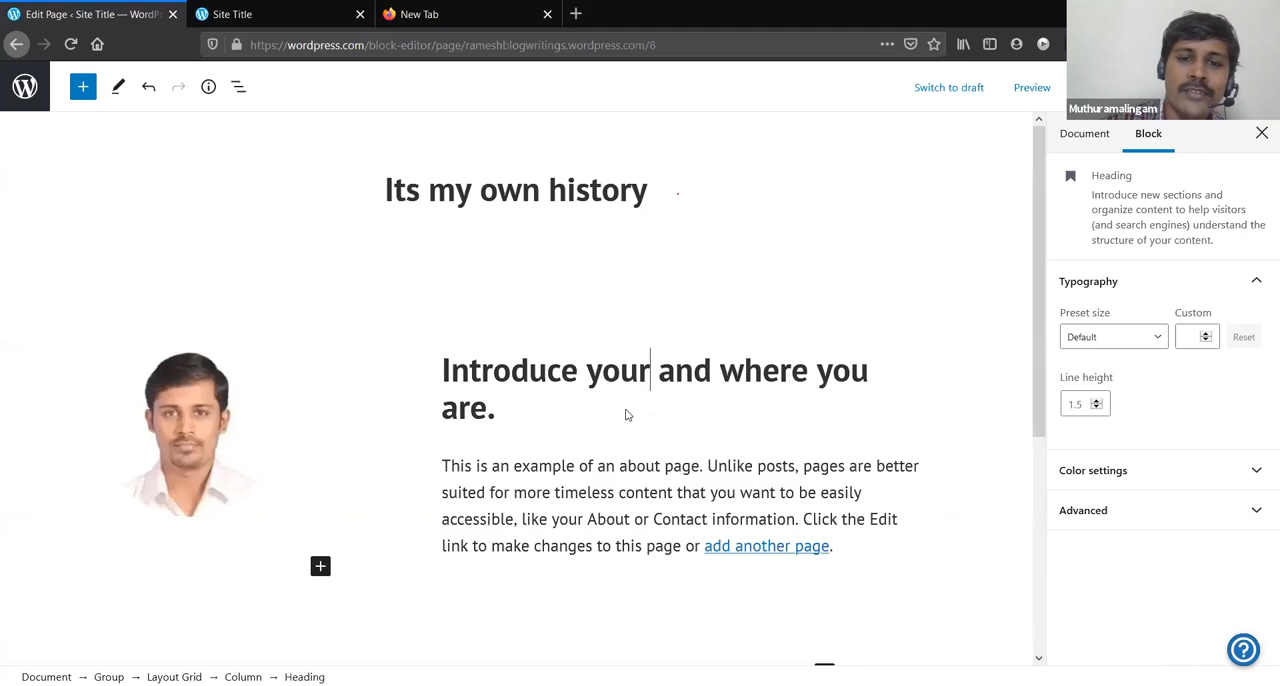 Edit Page ‹ Site Title — WordP
Site Title
New Tab
https://wordpress.com/block-editor/page/rameshblogwritings.wordpress.com/8
Muthuramalingam
Switch to draft
Preview
Document
Block
Its my own history
Heading
Introduce new sections and
organize content to help visitors
(and search engines) understand the
structure of your content.
Typography
Preset size
Custom
Default
Reset
Line height
1.5
Introduce your and where you
are.
Color settings
Advanced
This is an example of an about page. Unlike posts, pages are better
suited for more timeless content that you want to be easily
accessible, like your About or Contact information. Click the Edit
link to make changes to this page or add another page.
Document → Group → Layout Grid → Column → Heading